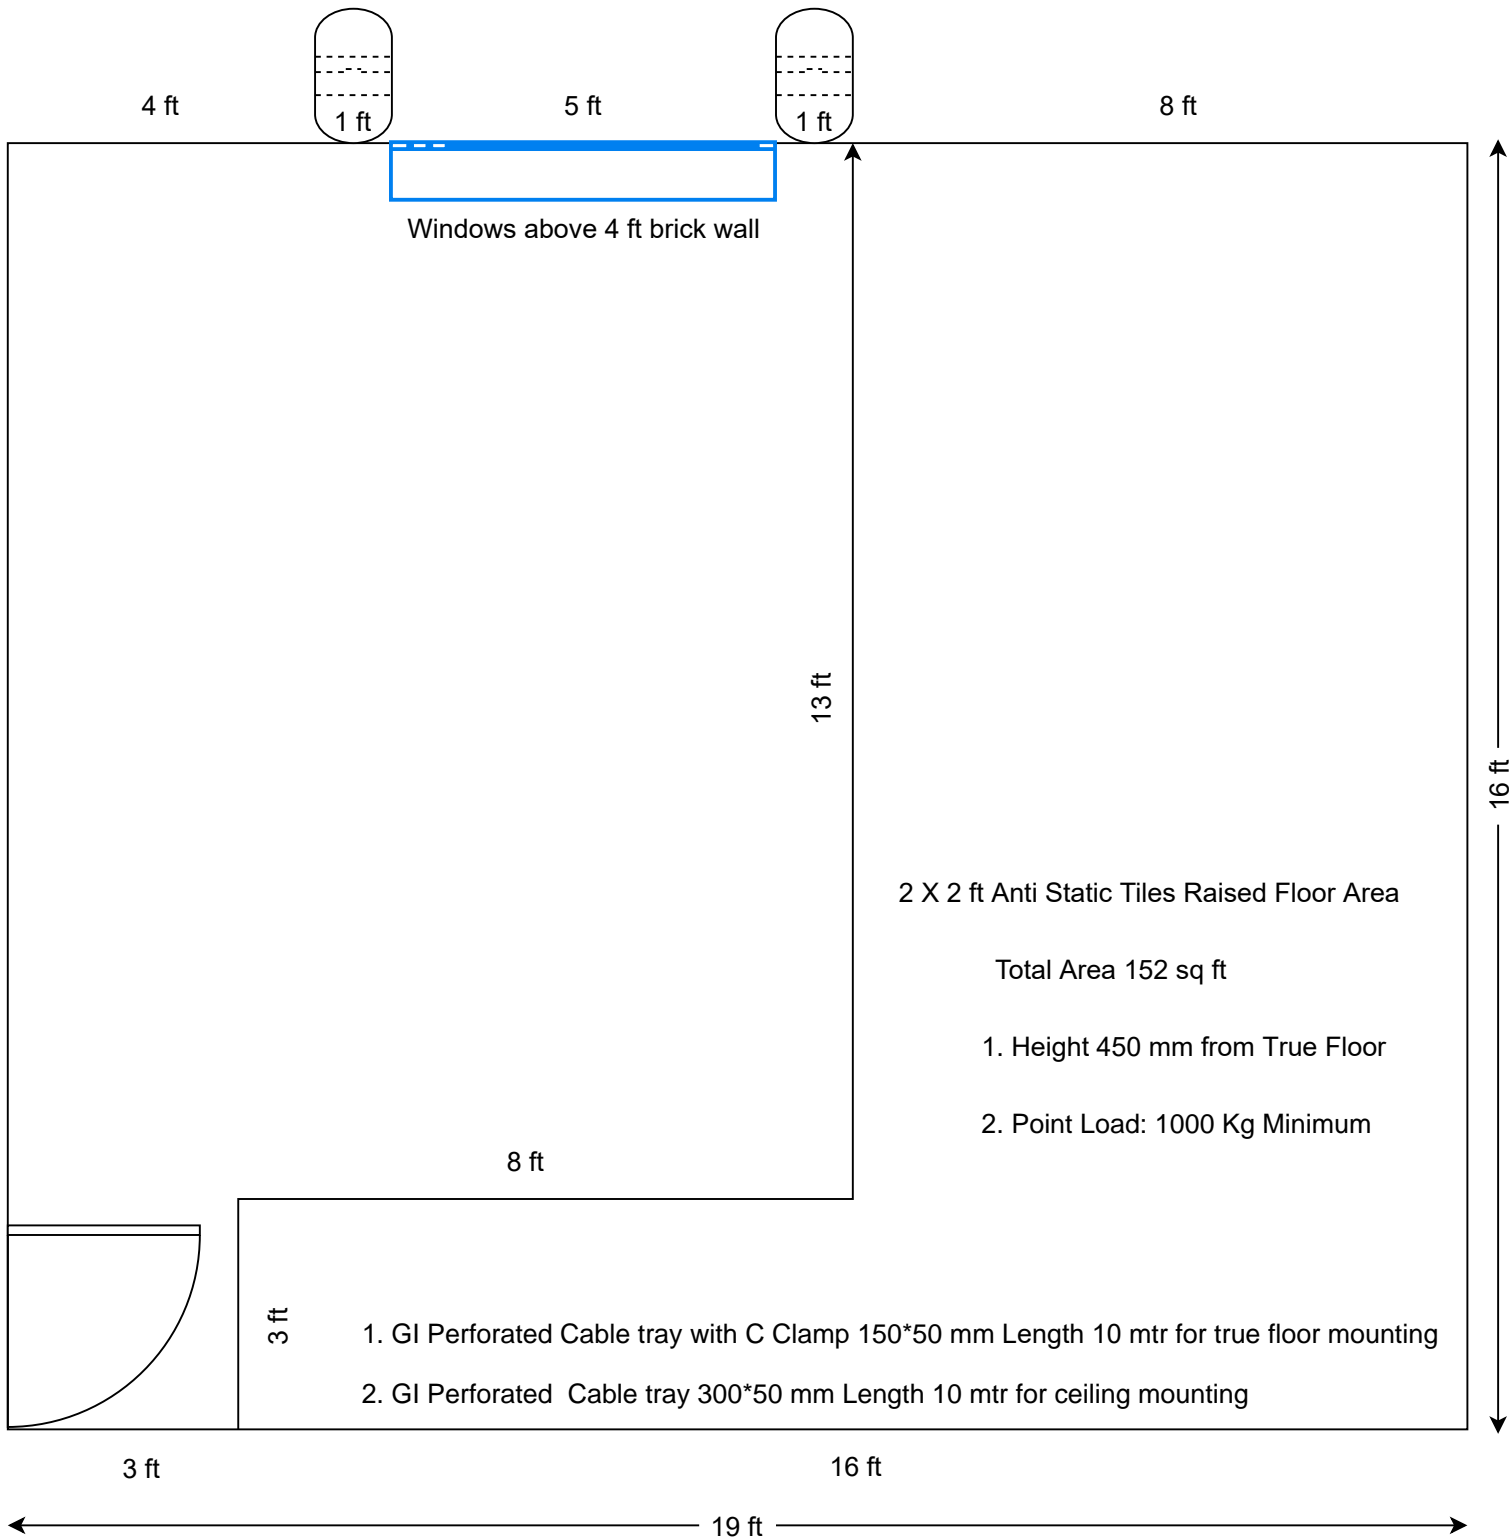 4 ft
1 ft
5 ft
1 ft
8 ft
Windows above 4 ft brick wall
13 ft
16 ft
2 X 2 ft Anti Static Tiles Raised Floor Area
Total Area 152 sq ft
1. Height 450 mm from True Floor
2. Point Load: 1000 Kg Minimum
8 ft
3 ft
1. GI Perforated Cable tray with C Clamp 150*50 mm Length 10 mtr for true floor mounting
2. GI Perforated  Cable tray 300*50 mm Length 10 mtr for ceiling mounting
3 ft
16 ft
19 ft